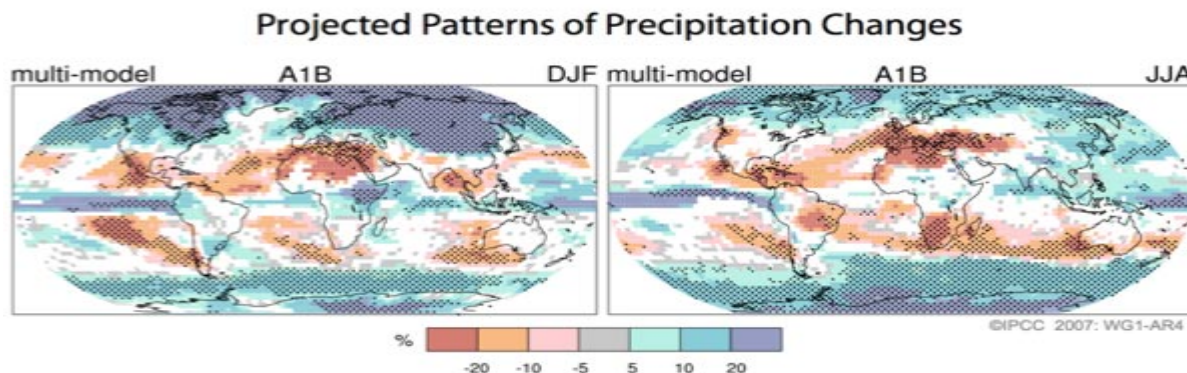 Projected Patterns of Precipitation Changes
multi-model A1B DJF multi-model A1B JJA
©IPCC 2007: WG1-AR4
%
-20 -10 -5 5 10 20